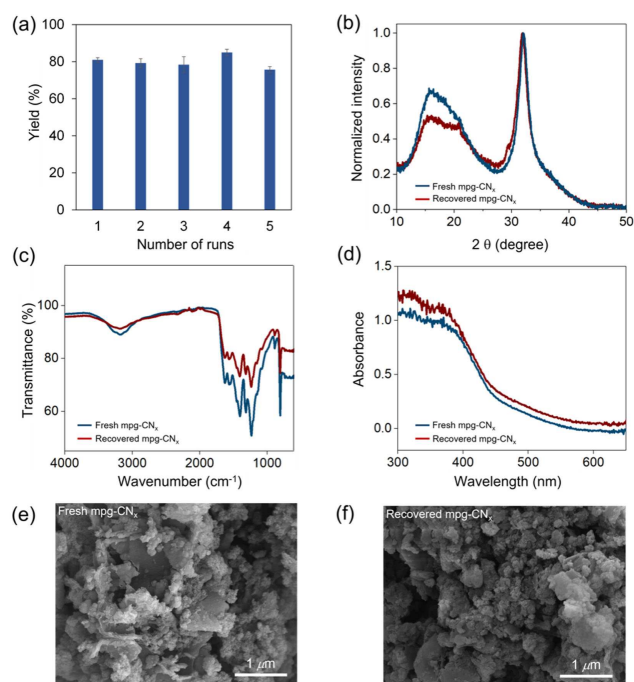 (a)
100
80
60
40
20
0
Yield (%)
1 2 3 4 5
Number of runs
(b)
1.0
0.8
0.6
0.4
0.2
0.0
Normalized intensity
Fresh mpg-CNₓ
Recovered mpg-CNₓ
10 20 30 40 50
2 θ (degree)
(c)
100
80
60
Transmittance (%)
Fresh mpg-CNₓ
Recovered mpg-CNₓ
4000 3000 2000 1000
Wavenumber (cm⁻¹)
(d)
1.5
1.0
0.5
0.0
Absorbance
Fresh mpg-CNₓ
Recovered mpg-CNₓ
300 400 500 600
Wavelength (nm)
(e)
Fresh mpg-CNₓ
1 μm
(f)
Recovered mpg-CNₓ
1 μm